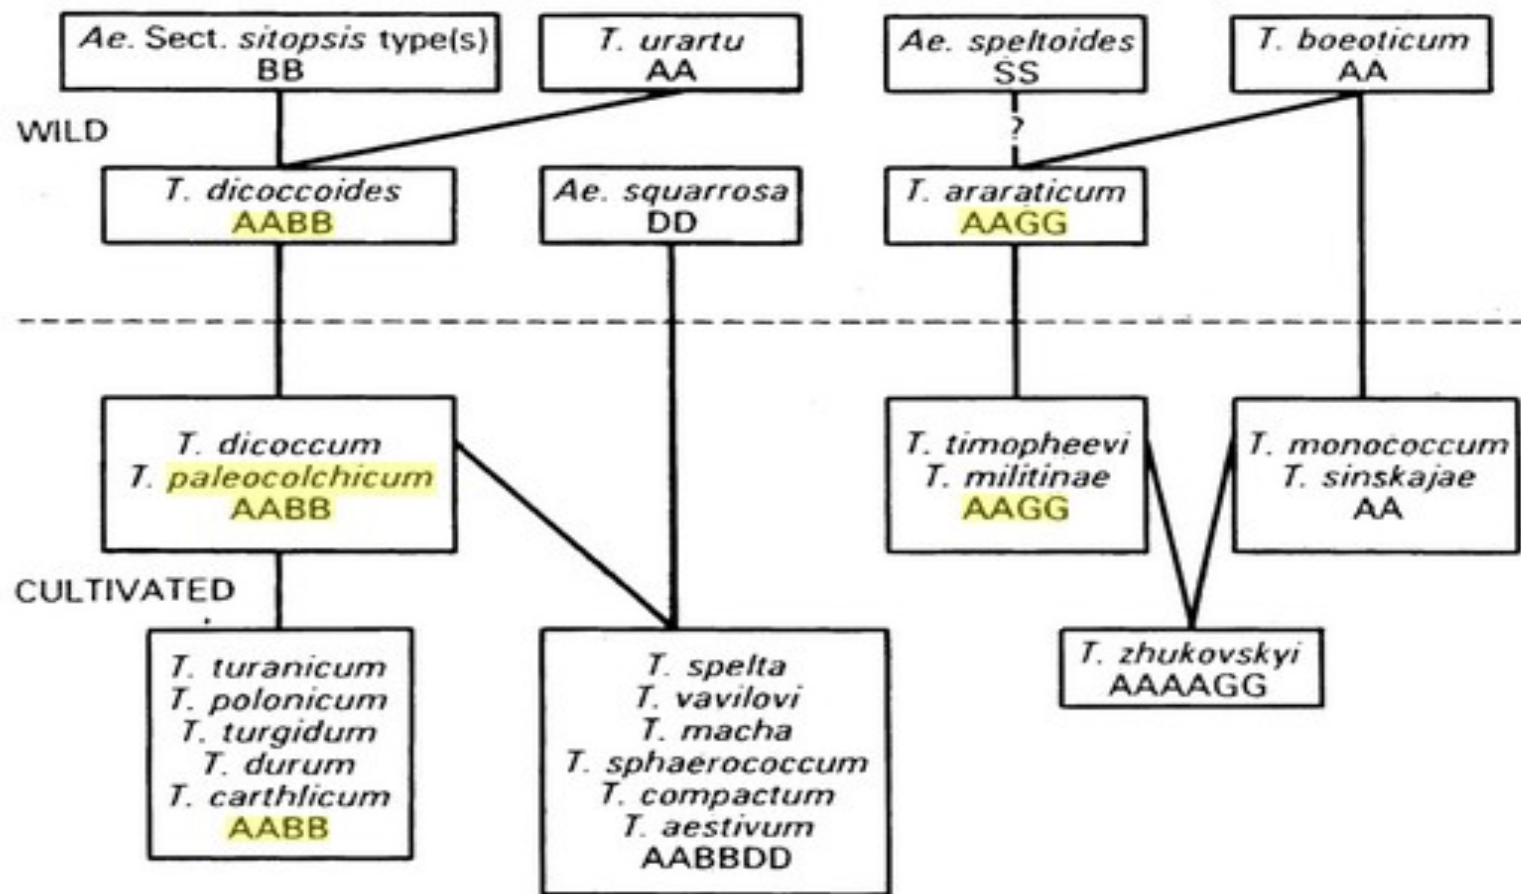 Ae. Sect. sitopsis type(s)
BB
T. urartu
AA
Ae. speltoides
SS
T. boeoticum
AA
WILD
?
T. dicoccoides
AABB
Ae. squarrosa
DD
T. araraticum
AAGG
T. dicoccum
T. paleocolchicum
AABB
T. timopheevi
T. militinae
AAGG
T. monococcum
T. sinskajae
AA
CULTIVATED
T. turanicum
T. polonicum
T. turgidum
T. durum
T. carthlicum
AABB
T. spelta
T. vavilovi
T. macha
T. sphaerococcum
T. compactum
T. aestivum
AABBDD
T. zhukovskyi
AAAAGG